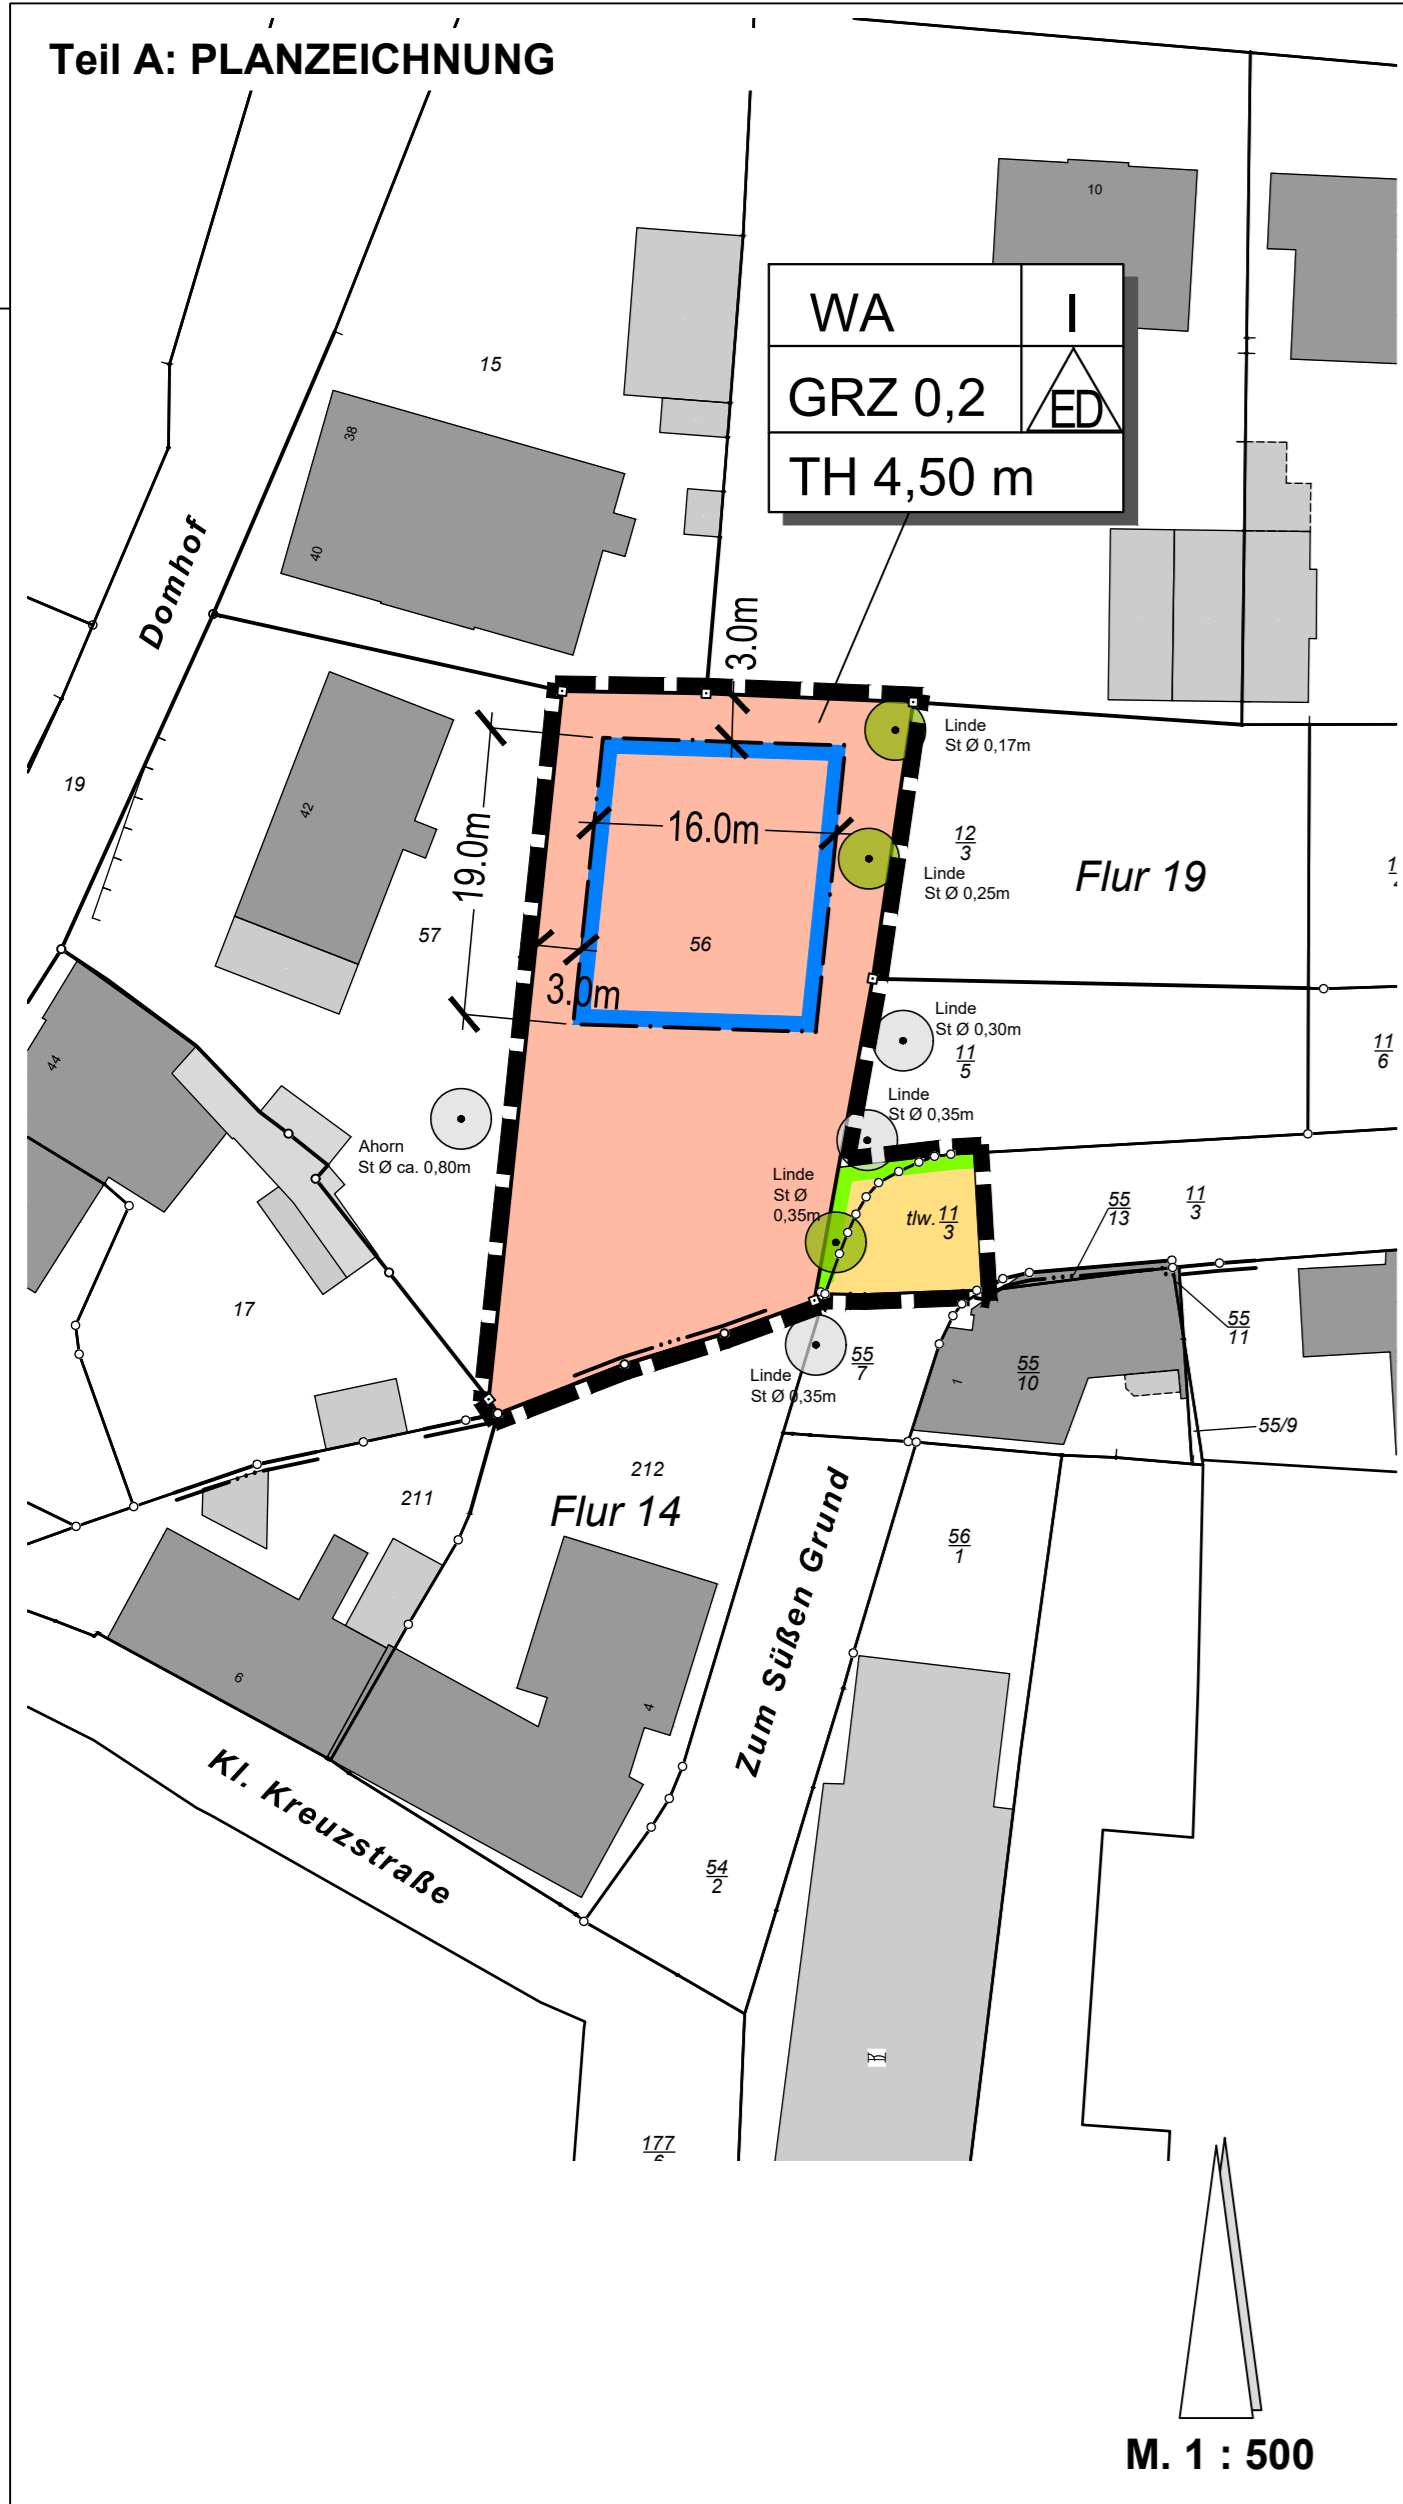 Teil A: PLANZEICHNUNG
10
WA
I
15
GRZ 0,2
ED
38
TH 4,50 m
40
Domhof
3.0m
Linde
St Ø 0,17m
19
42
16.0m
19.0m
12
3
Flur 19
Linde
St Ø 0,25m
57
56
3.0m
Linde
St Ø 0,30m
11
5
11
6
44
Linde
St Ø 0,35m
Ahorn
St Ø ca. 0,80m
Linde
St Ø
0,35m
tlw. 11
3
55
13
11
3
17
55
11
55
7
55
10
1
Linde
St Ø 0,35m
55/9
212
211
Flur 14
56
1
Zum Süßen Grund
6
4
Kl. Kreuzstraße
54
2
177
6
M. 1 : 500